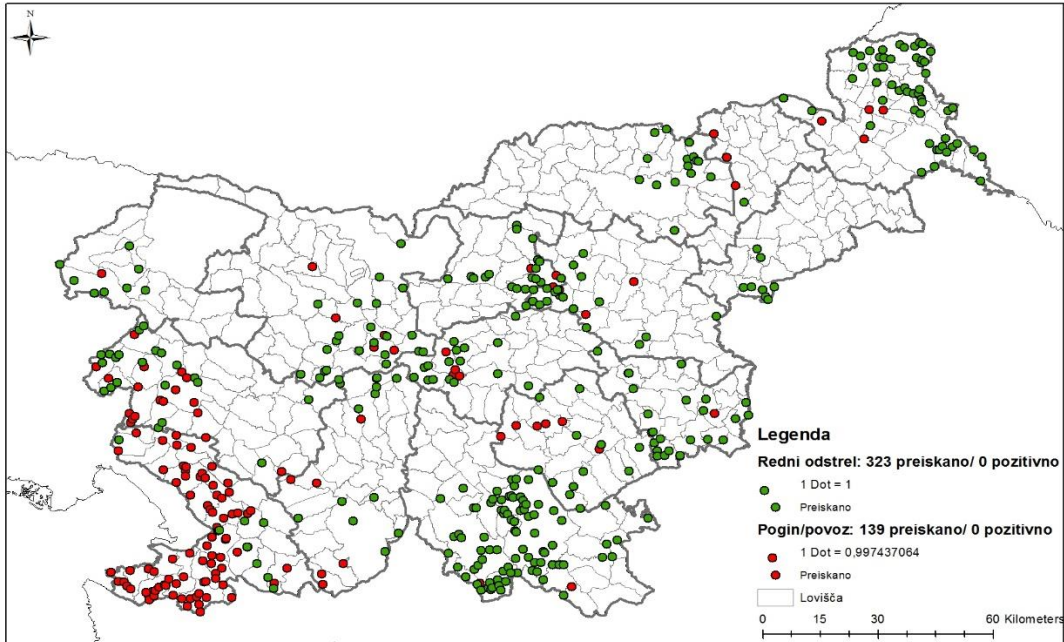 N
Legenda
Redni odstrel: 323 preiskano/ 0 pozitivno
1 Dot = 1
Preiskano
Pogin/povoz: 139 preiskano/ 0 pozitivno
1 Dot = 0,997437064
Preiskano
Lovišča
0 15 30 60 Kilometers